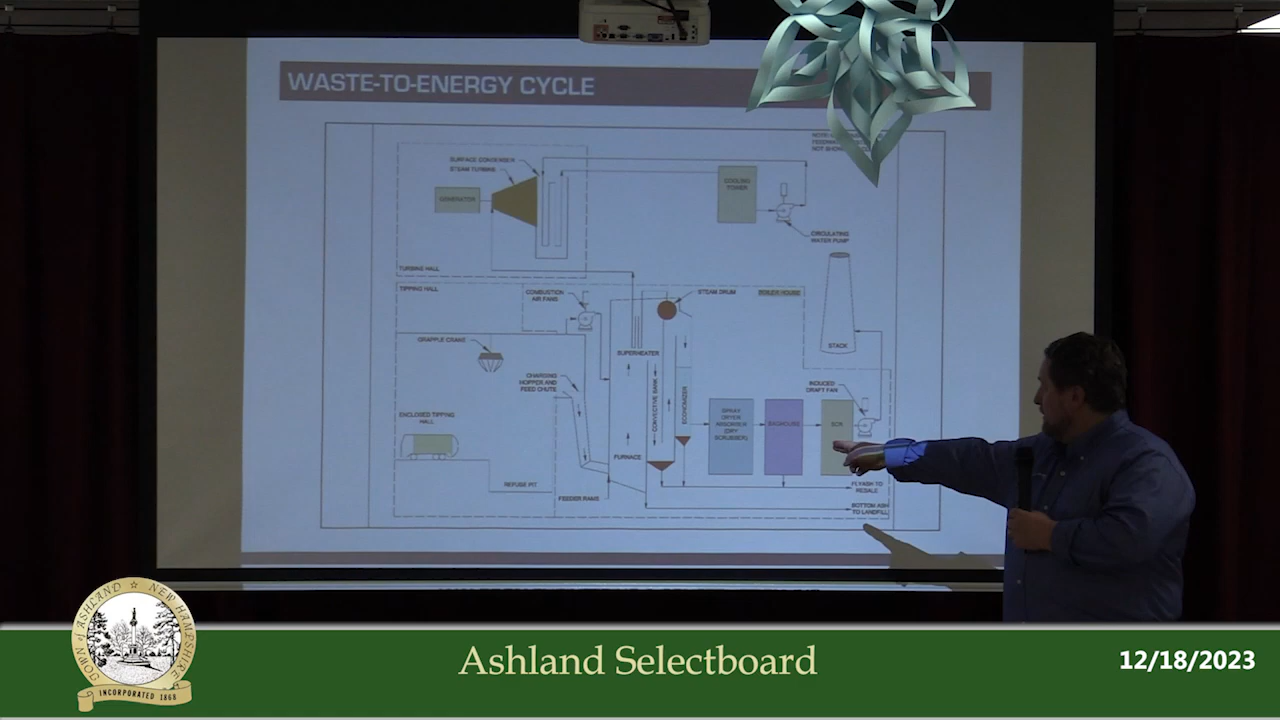 WASTE-TO-ENERGY CYCLE
NOT SHO
SURFACE CONDENSER
STEAM TURBINE
GENERATOR
COOLING
TOWER
CIRCULATING
WATER PUMP
TURBINE HALL
TIPPING HALL
COMBUSTION
AIR FANS
STEAM DRUM
BOILER HOUSE
GRAPPLE CRANE
SUPERHEATER
STACK
CHARGING
HOPPER AND
FEED CHUTE
CONVECTIVE BANK
ECONOMIZER
INDUCED
DRAFT FAN
ENCLOSED TIPPING
HALL
SPRAY
DRYER
ABSORBER
(DRY
SCRUBBER)
BAGHOUSE
SCR
FURNACE
REFUSE PIT
FEEDER RAMS
FLYASH TO
RESALE
BOTTOM ASH
TO LANDFILL
TOWN of ASHLAND ☆ NEW HAMPSHIRE
INCORPORATED 1868
Ashland Selectboard
12/18/2023